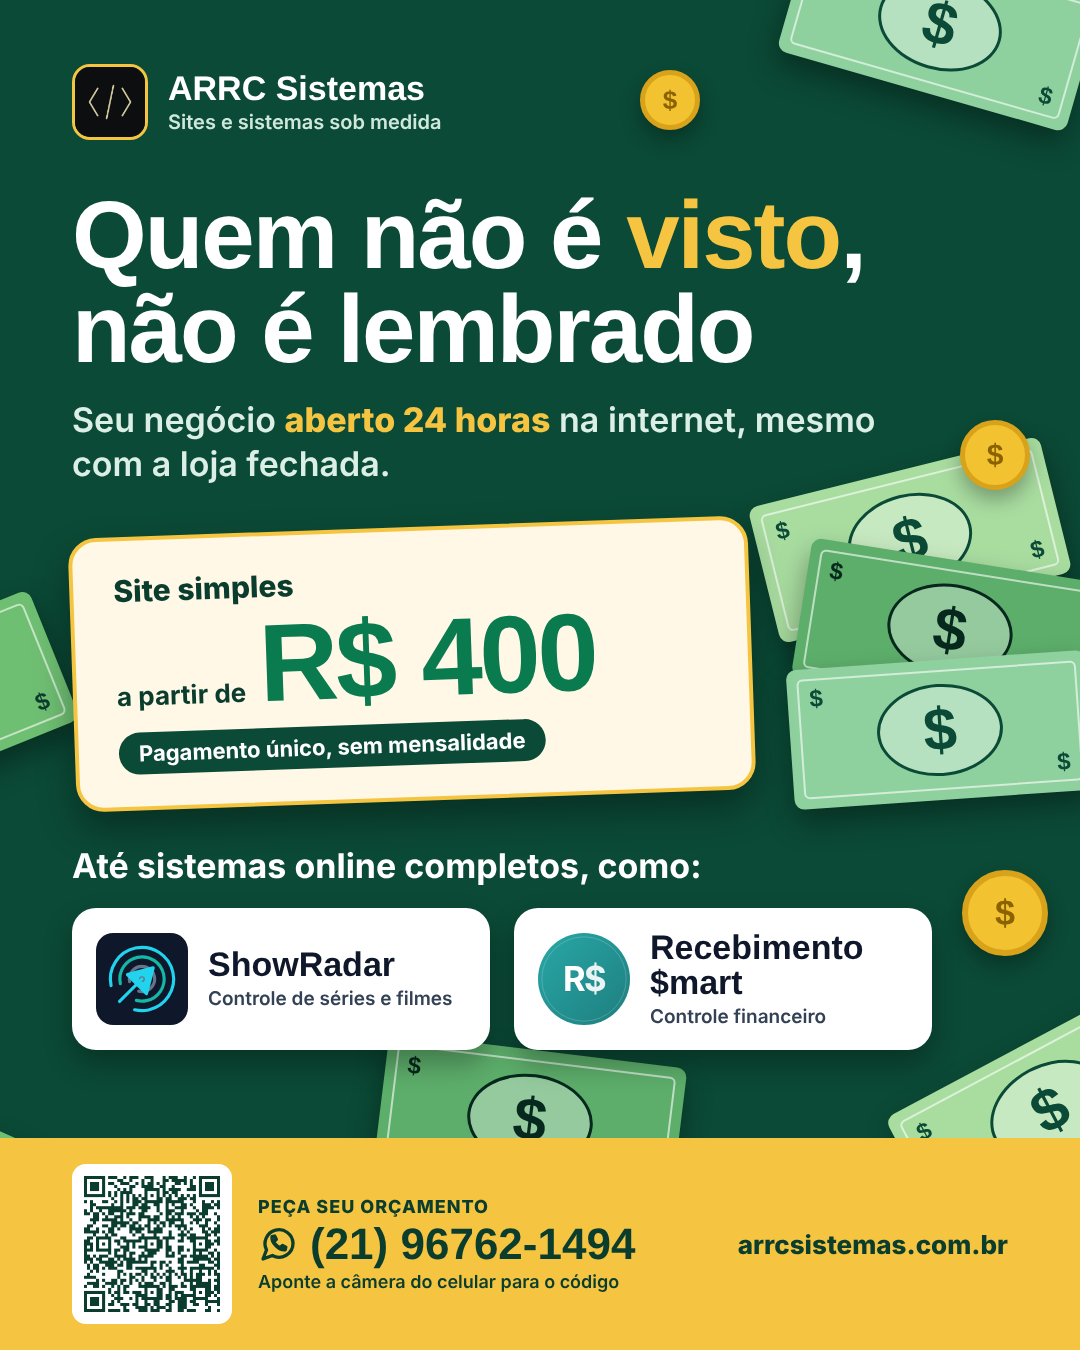 ARRC Sistemas
Sites e sistemas sob medida
$
$
$
Quem não é visto,
não é lembrado
Seu negócio aberto 24 horas na internet, mesmo
com a loja fechada.
$
$
$
$
Site simples
a partir de R$ 400
Pagamento único, sem mensalidade
$
$
$
$
$
$
Até sistemas online completos, como:
$
ShowRadar
Controle de séries e filmes
R$
Recebimento
$mart
Controle financeiro
$
$
$
$
PEÇA SEU ORÇAMENTO
(21) 96762-1494
Aponte a câmera do celular para o código
arrcsistemas.com.br